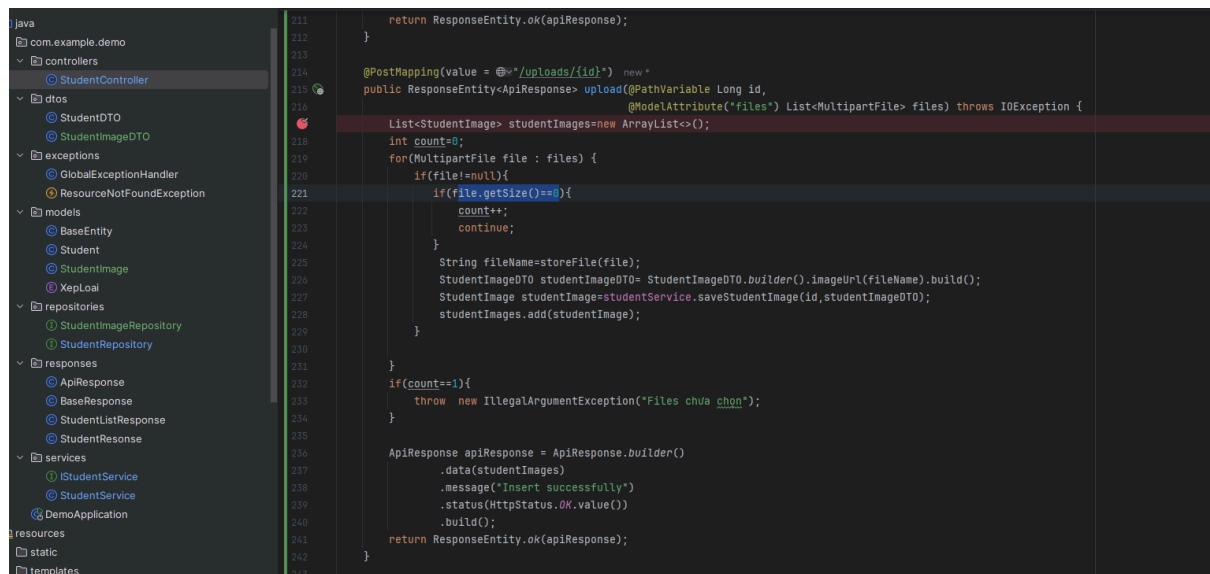 java
com.example.demo
controllers
StudentController
dtos
StudentDTO
StudentImageDTO
exceptions
GlobalExceptionHandler
ResourceNotFoundException
models
BaseEntity
Student
StudentImage
XepLoai
repositories
StudentImageRepository
StudentRepository
responses
ApiResponse
BaseResponse
StudentListResponse
StudentResonse
services
IStudentService
StudentService
DemoApplication
resources
static
templates
211 return ResponseEntity.ok(apiResponse);
212 }
213
214 @PostMapping(value = "/uploads/{id}") new *
215 public ResponseEntity<ApiResponse> upload(@PathVariable Long id,
216 @ModelAttribute("files") List<MultipartFile> files) throws IOException {
List<StudentImage> studentImages=new ArrayList<>();
218 int count=0;
219 for(MultipartFile file : files) {
220 if(file!=null){
221 if(file.getSize()==0){
222 count++;
223 continue;
224 }
225 String fileName=storeFile(file);
226 StudentImageDTO studentImageDTO= StudentImageDTO.builder().imageUrl(fileName).build();
227 StudentImage studentImage=studentService.saveStudentImage(id,studentImageDTO);
228 studentImages.add(studentImage);
229 }
230
231 }
232 if(count==1){
233 throw new IllegalArgumentException("Files chưa chọn");
234 }
235
236 ApiResponse apiResponse = ApiResponse.builder()
237 .data(studentImages)
238 .message("Insert successfully")
239 .status(HttpStatus.OK.value())
240 .build();
241 return ResponseEntity.ok(apiResponse);
242 }